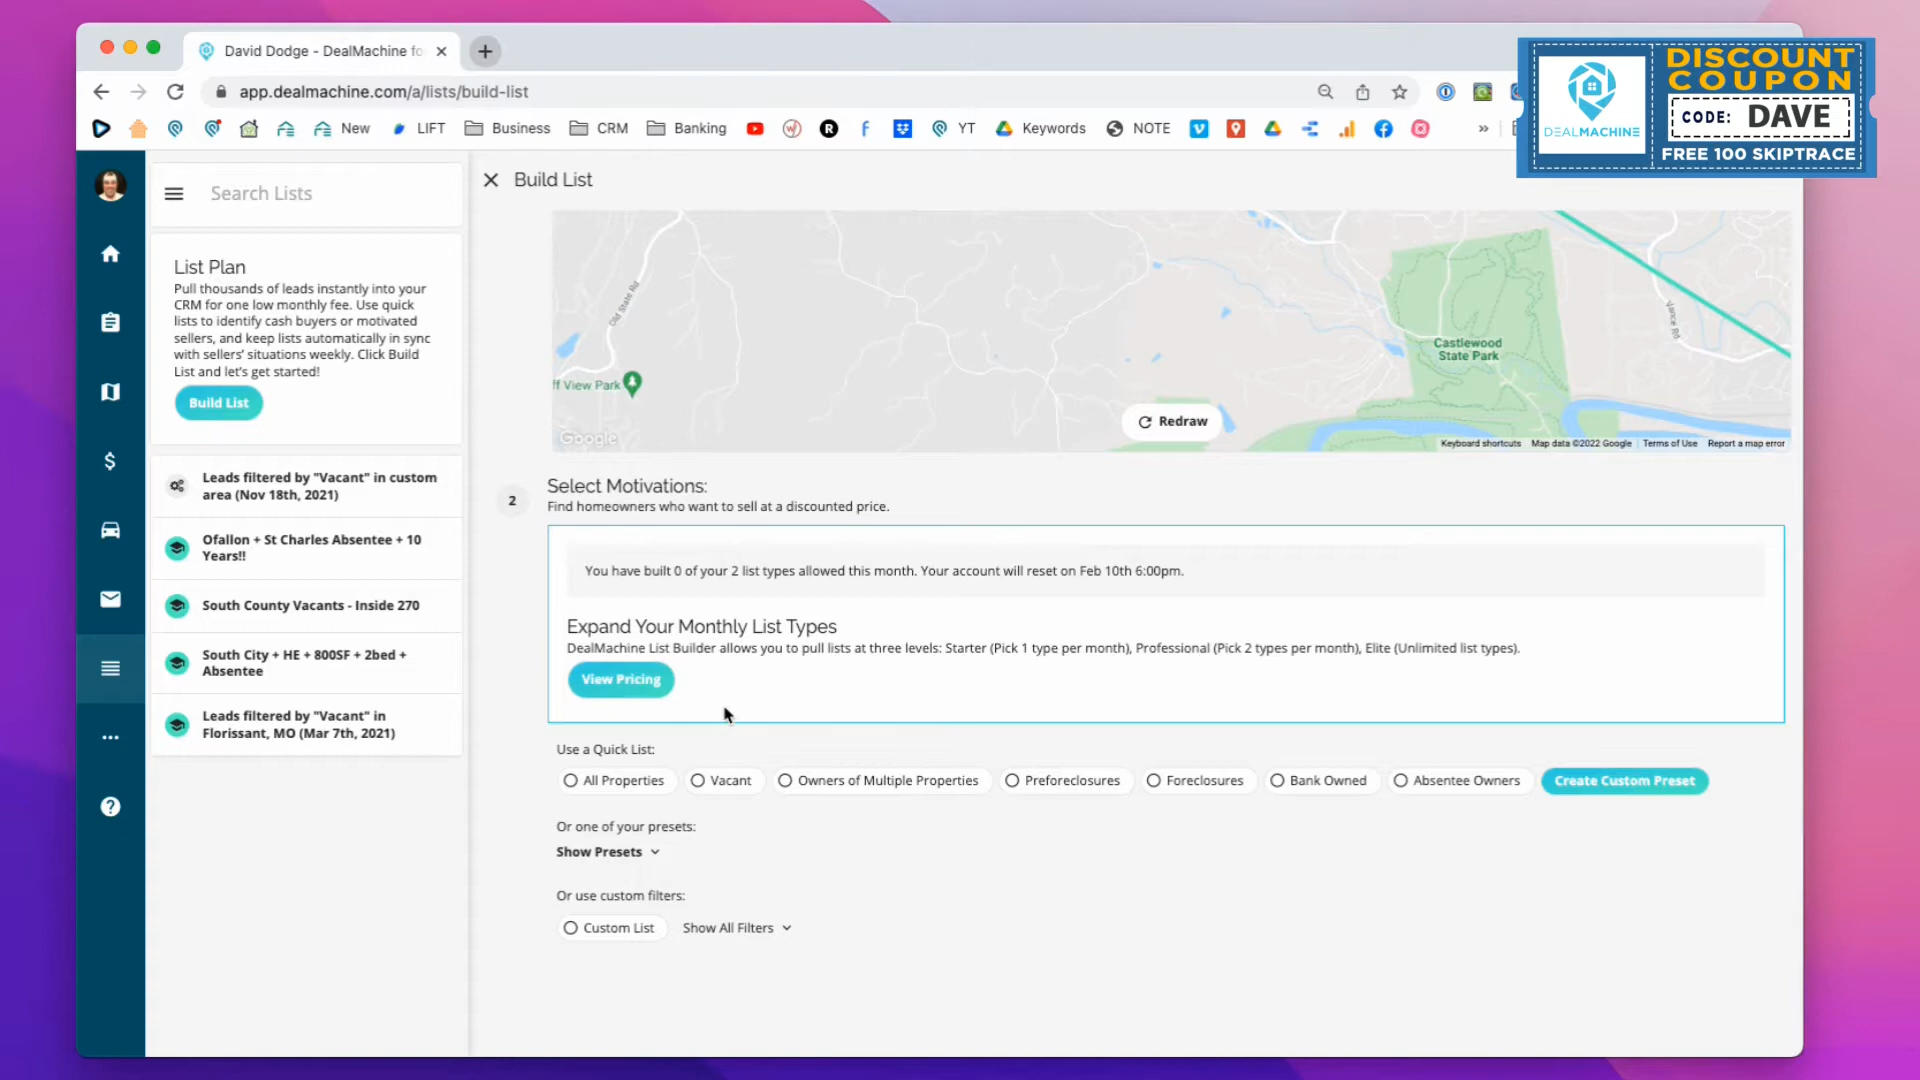 David Dodge - DealMachine fo
app.dealmachine.com/a/lists/build-list
New
LIFT
Business
CRM
Banking
YT
Keywords
NOTE
»
DEALMACHINE
DISCOUNT
COUPON
CODE: DAVE
FREE 100 SKIPTRACE
Search Lists
List Plan
Pull thousands of leads instantly into your
CRM for one low monthly fee. Use quick
lists to identify cash buyers or motivated
sellers, and keep lists automatically in sync
with sellers' situations weekly. Click Build
List and let's get started!
Build List
Leads filtered by "Vacant" in custom
area (Nov 18th, 2021)
Ofallon + St Charles Absentee + 10
Years!!
South County Vacants - Inside 270
South City + HE + 800SF + 2bed +
Absentee
Leads filtered by "Vacant" in
Florissant, MO (Mar 7th, 2021)
Build List
Old State Rd
Vance Rd
Castlewood
State Park
ff View Park
Redraw
Google
Keyboard shortcuts
Map data ©2022 Google
Terms of Use
Report a map error
2
Select Motivations:
Find homeowners who want to sell at a discounted price.
You have built 0 of your 2 list types allowed this month. Your account will reset on Feb 10th 6:00pm.
Expand Your Monthly List Types
DealMachine List Builder allows you to pull lists at three levels: Starter (Pick 1 type per month), Professional (Pick 2 types per month), Elite (Unlimited list types).
View Pricing
Use a Quick List:
All Properties
Vacant
Owners of Multiple Properties
Preforeclosures
Foreclosures
Bank Owned
Absentee Owners
Create Custom Preset
Or one of your presets:
Show Presets
Or use custom filters:
Custom List
Show All Filters